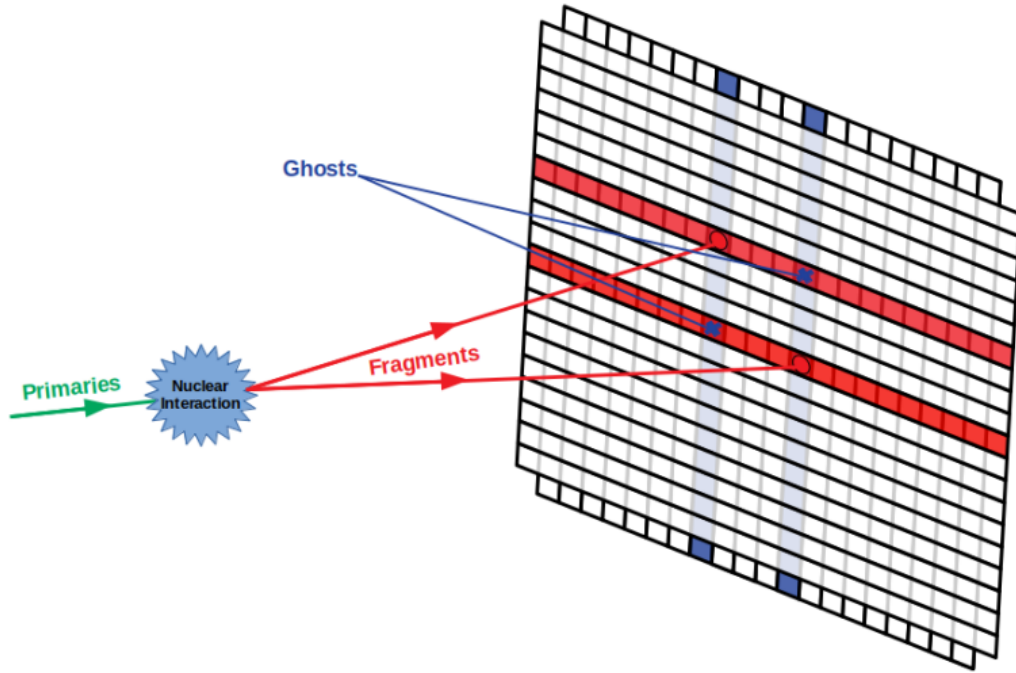 Ghosts
Fragments
Primaries
Nuclear
Interaction